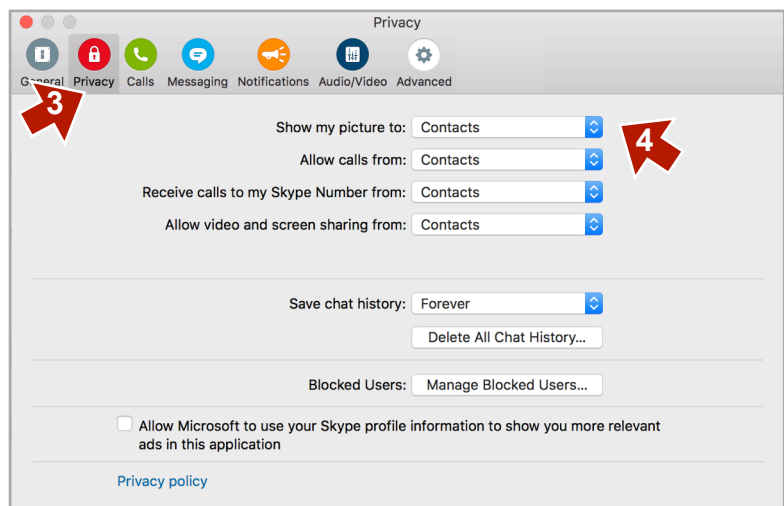 Privacy
General Privacy Calls Messaging Notifications Audio/Video Advanced
3
Show my picture to: Contacts
4
Allow calls from: Contacts
Receive calls to my Skype Number from: Contacts
Allow video and screen sharing from: Contacts
Save chat history: Forever
Delete All Chat History...
Blocked Users: Manage Blocked Users...
Allow Microsoft to use your Skype profile information to show you more relevant
ads in this application
Privacy policy